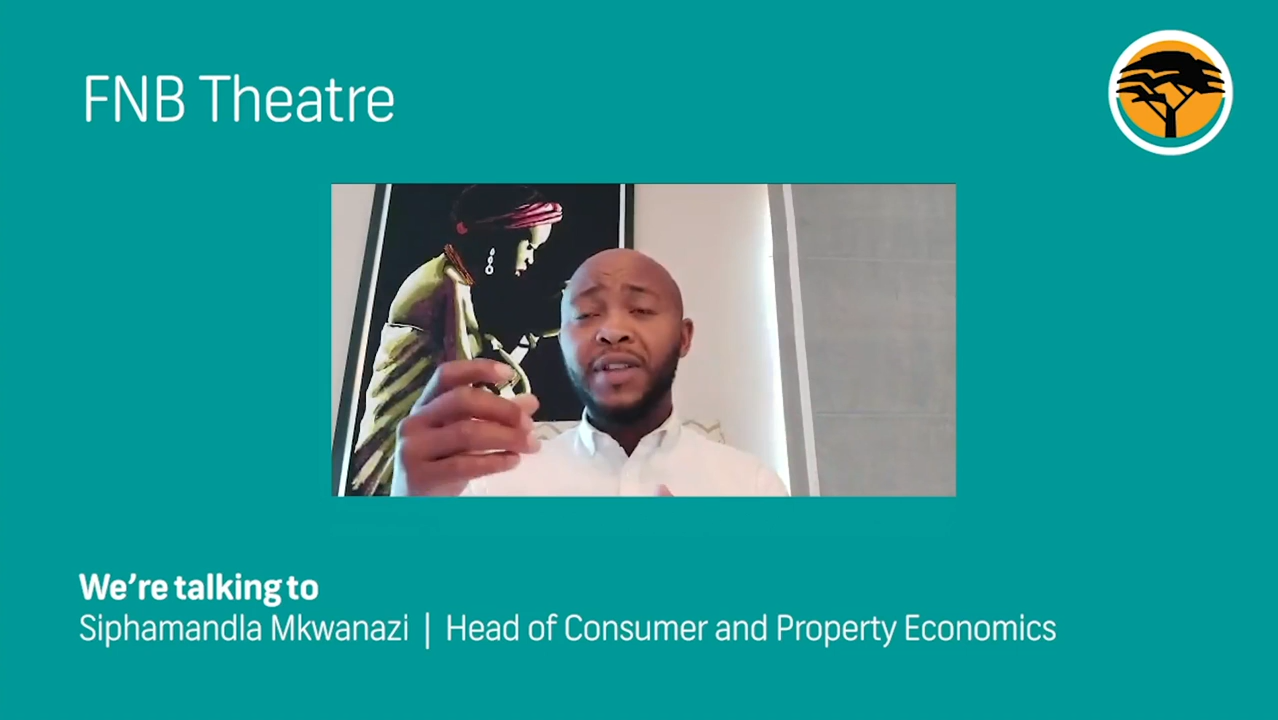 FNB Theatre
We're talking to
Siphamandla Mkwanazi | Head of Consumer and Property Economics